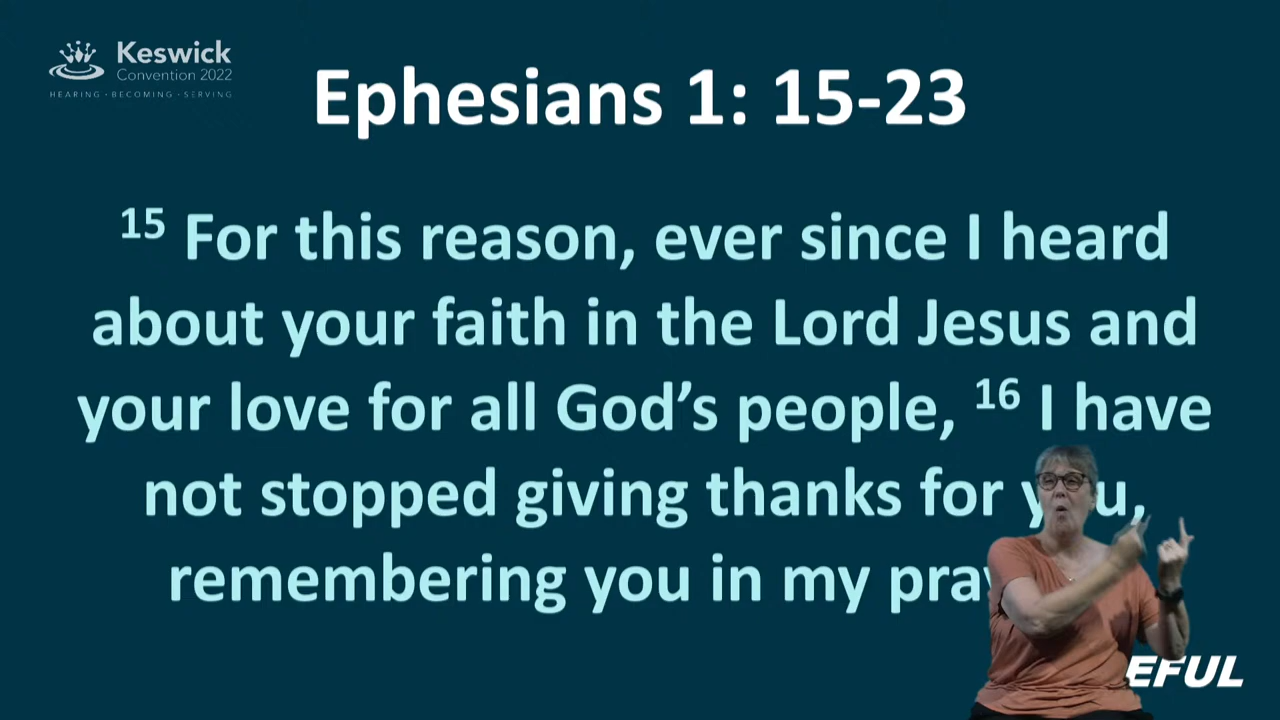 Keswick
Convention 2022
HEARING · BECOMING · SERVING
Ephesians 1: 15-23
15 For this reason, ever since I heard
about your faith in the Lord Jesus and
your love for all God’s people, 16 I have
not stopped giving thanks for
remembering you in my
EFUL